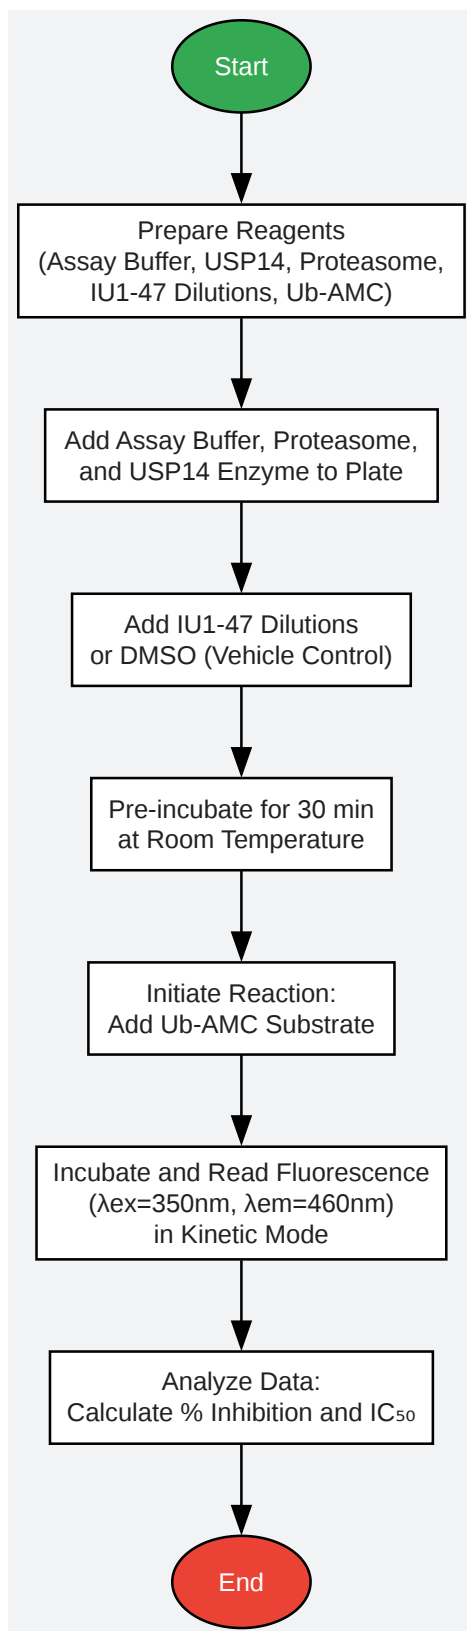 Start
Prepare Reagents
(Assay Buffer, USP14, Proteasome,
IU1-47 Dilutions, Ub-AMC)
Add Assay Buffer, Proteasome,
and USP14 Enzyme to Plate
Add IU1-47 Dilutions
or DMSO (Vehicle Control)
Pre-incubate for 30 min
at Room Temperature
Initiate Reaction:
Add Ub-AMC Substrate
Incubate and Read Fluorescence
(λex=350nm, λem=460nm)
in Kinetic Mode
Analyze Data:
Calculate % Inhibition and IC₅₀
End